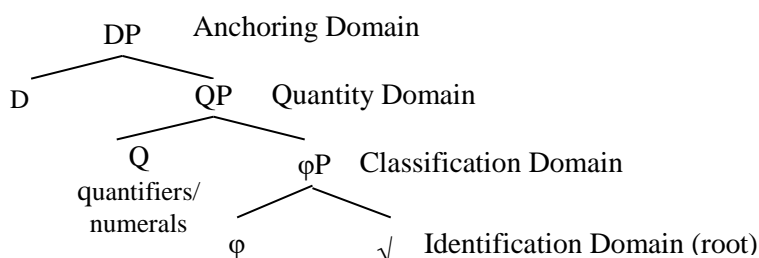 DP Anchoring Domain
D QP Quantity Domain
Q φP Classification Domain
quantifiers/
numerals
φ √ Identification Domain (root)